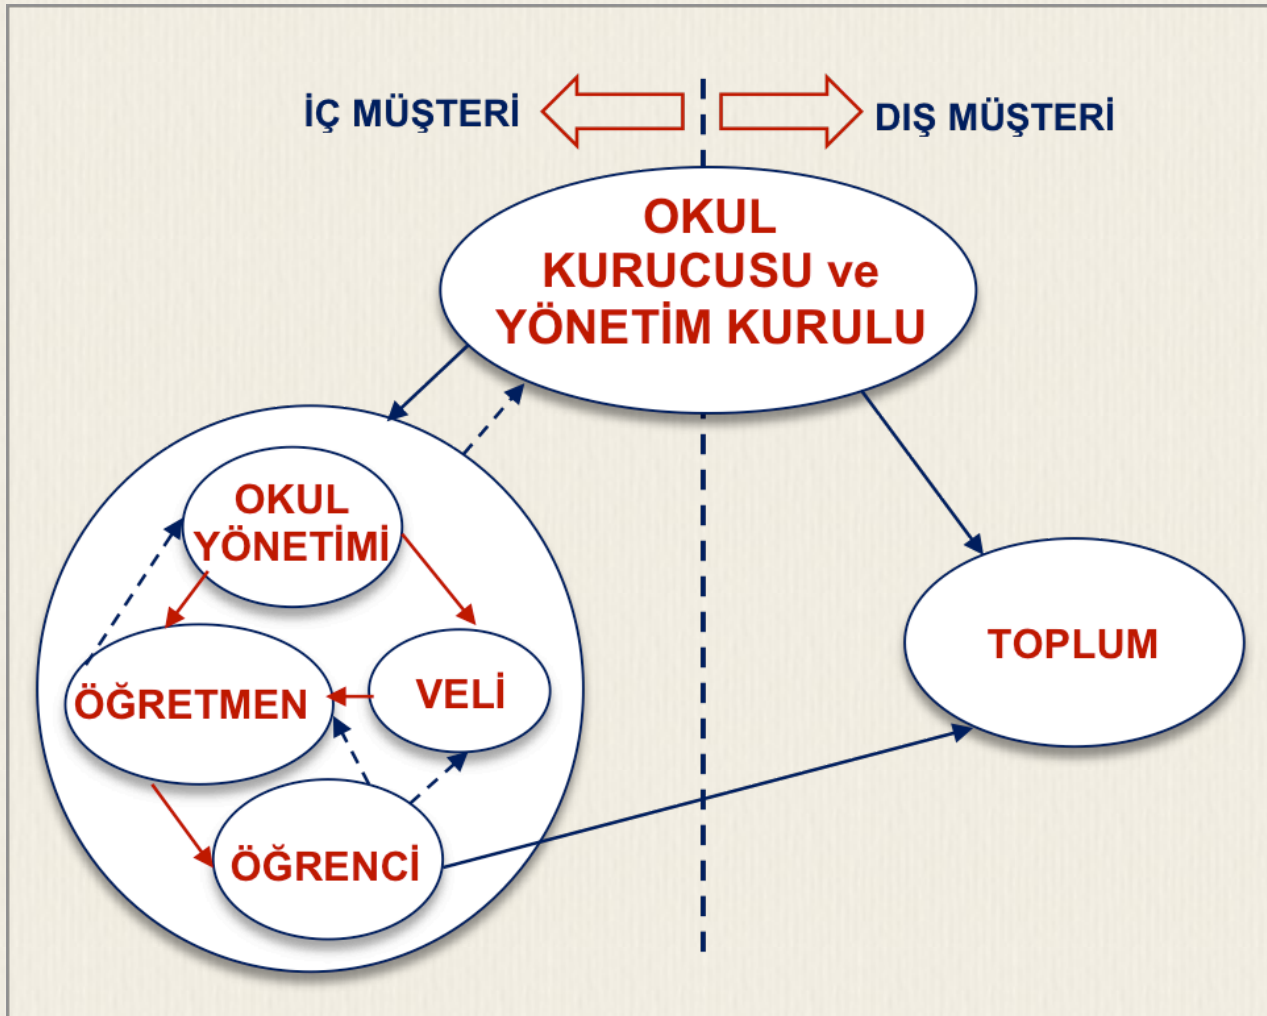 İÇ MÜŞTERİ
DIŞ MÜŞTERİ
OKUL
KURUCUSU ve
YÖNETİM KURULU
OKUL
YÖNETİMİ
ÖĞRETMEN
VELİ
ÖĞRENCİ
TOPLUM